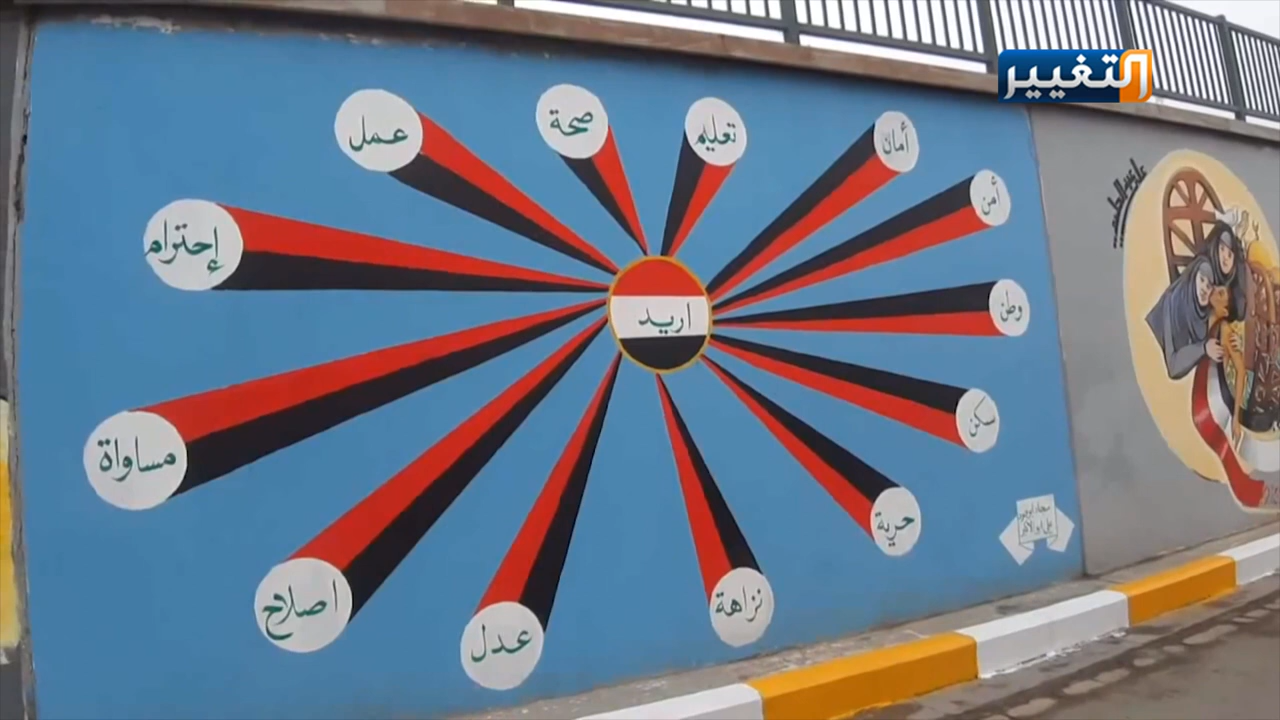 التغيير
اريد
صحة
تعليم
أمان
أمن
وطن
سكن
حرية
نزاهة
عدل
اصلاح
مساواة
إحترام
عمل